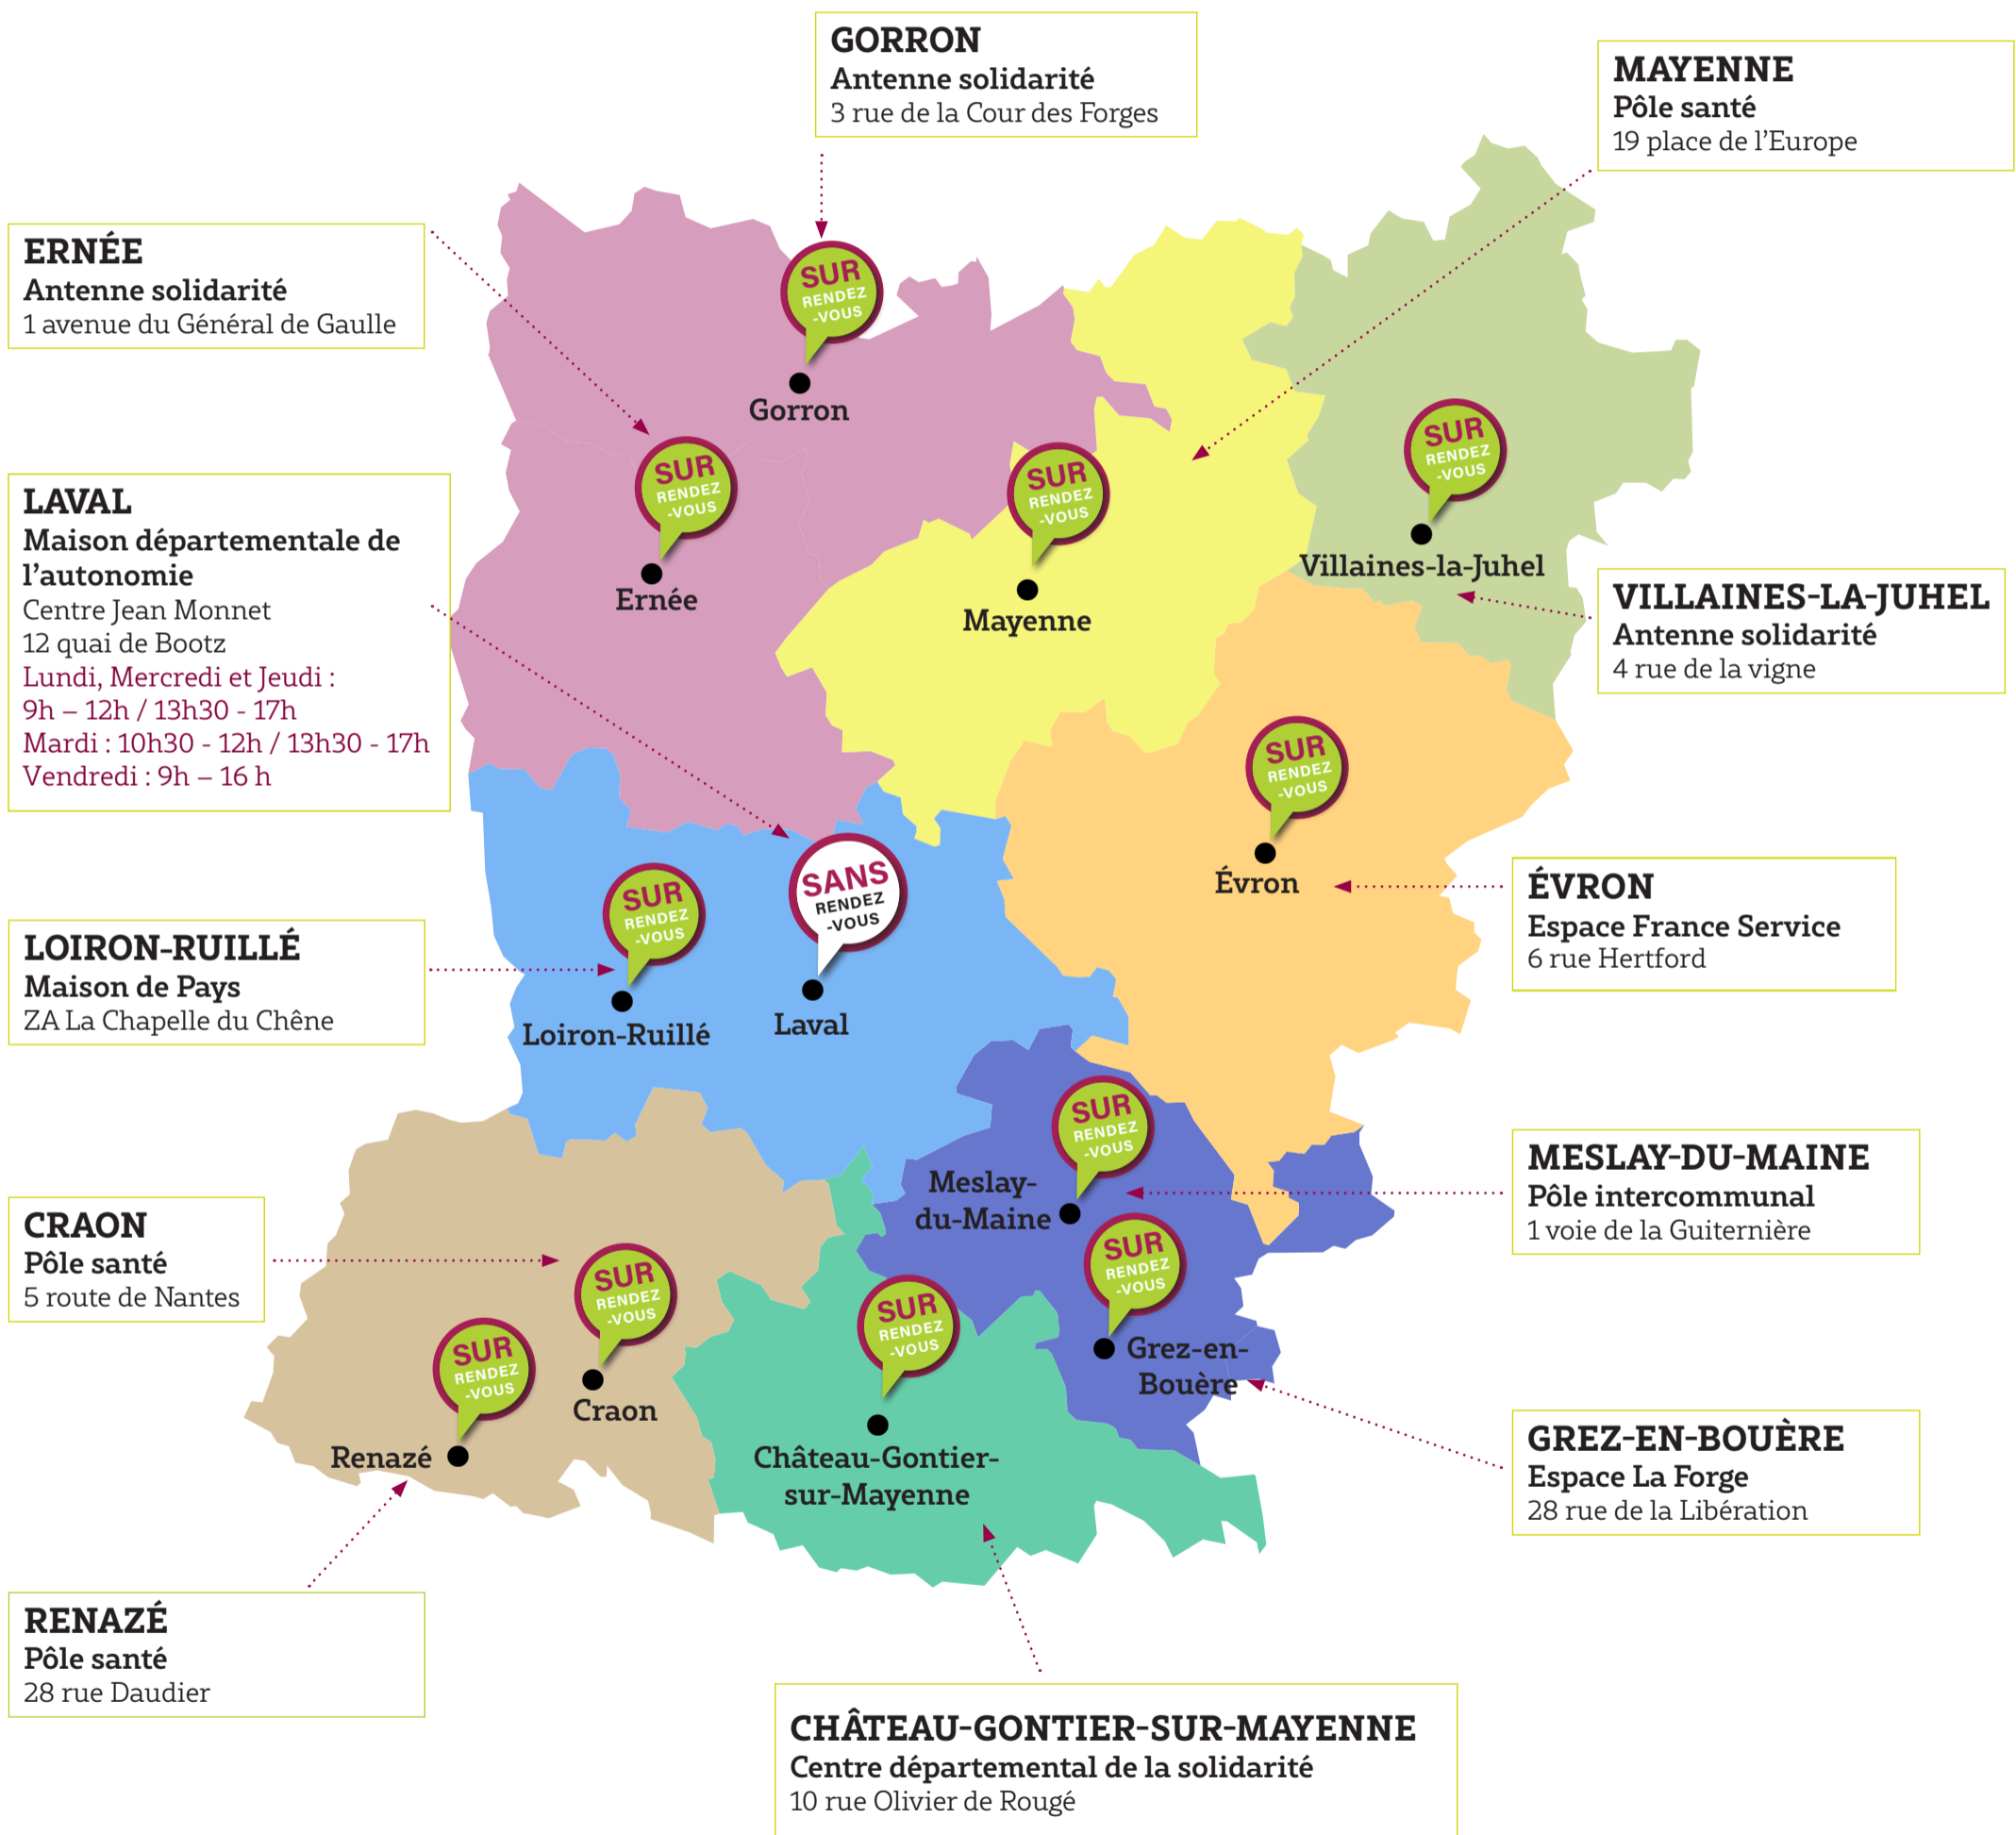 GORRON
Antenne solidarité
3 rue de la Cour des Forges
MAYENNE
Pôle santé
19 place de l'Europe
ERNÉE
Antenne solidarité
1 avenue du Général de Gaulle
SUR
RENDEZ
-VOUS
Gorron
SUR
RENDEZ
-VOUS
Ernée
SUR
RENDEZ
-VOUS
Mayenne
SUR
RENDEZ
-VOUS
Villaines-la-Juhel
LAVAL
Maison départementale de
l'autonomie
Centre Jean Monnet
12 quai de Bootz
Lundi, Mercredi et Jeudi :
9h – 12h / 13h30 - 17h
Mardi : 10h30 - 12h / 13h30 - 17h
Vendredi : 9h – 16 h
VILLAINES-LA-JUHEL
Antenne solidarité
4 rue de la vigne
SUR
RENDEZ
-VOUS
Évron
ÉVRON
Espace France Service
6 rue Hertford
SUR
RENDEZ
-VOUS
Loiron-Ruillé
SANS
RENDEZ
-VOUS
Laval
LOIRON-RUILLÉ
Maison de Pays
ZA La Chapelle du Chêne
SUR
RENDEZ
-VOUS
Meslay-
du-Maine
MESLAY-DU-MAINE
Pôle intercommunal
1 voie de la Guiternière
CRAON
Pôle santé
5 route de Nantes
SUR
RENDEZ
-VOUS
Craon
SUR
RENDEZ
-VOUS
Renazé
SUR
RENDEZ
-VOUS
Château-Gontier-
sur-Mayenne
SUR
RENDEZ
-VOUS
Grez-en-
Bouère
GREZ-EN-BOUÈRE
Espace La Forge
28 rue de la Libération
RENAZÉ
Pôle santé
28 rue Daudier
CHÂTEAU-GONTIER-SUR-MAYENNE
Centre départemental de la solidarité
10 rue Olivier de Rougé